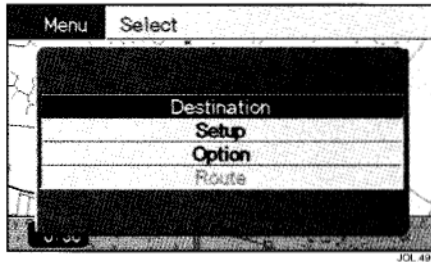 Menu Select
Destination
Setup
Option
Route
JOL 49